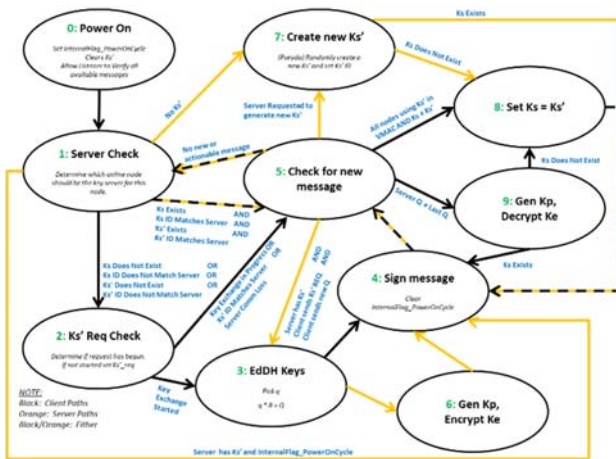 0: Power On
Set InternalFlag_PowerOnCycle
Clears Ks'
Allow Listener to Verify all
available messages
7: Create new Ks'
(Pseudo) Randomly create a
new Ks' and set Ks' ID
Ks Exists
Ks Does Not Exist
8: Set Ks = Ks'
No Ks'
Server Requested to
generate new Ks'
All nodes using Ks' in
VMAC AND Ks ≠ Ks'
No new or
actionable message
1: Server Check
Determine which online node
should be the key server for this
node.
5: Check for new
message
Ks Does Not Exist
Server Q ≠ Last Q
9: Gen Kp,
Decrypt Ke
Ks Exists AND
Ks ID Matches Server AND
Ks' Exists AND
Ks' ID Matches Server
Ks Does Not Exist OR
Ks ID Does Not Match Server OR
Ks' Does Not Exist OR
Ks' ID Does Not Match Server
Key Exchange in Progress OR
Ks' ID Matches Server OR
Server Comm Loss
Server has Ks' AND
Client sends Ks' REQ AND
Client sends new Q
Ks Exists
4: Sign message
Clear
InternalFlag_PowerOnCycle
2: Ks' Req Check
Determine if request has begun.
If not started set Ks'_req
Key
Exchange
Started
3: EdDH Keys
Pick q
q * B = Q
6: Gen Kp,
Encrypt Ke
NOTE:
Black: Client Paths
Orange: Server Paths
Black/Orange: Either
Server has Ks' and InternalFlag_PowerOnCycle